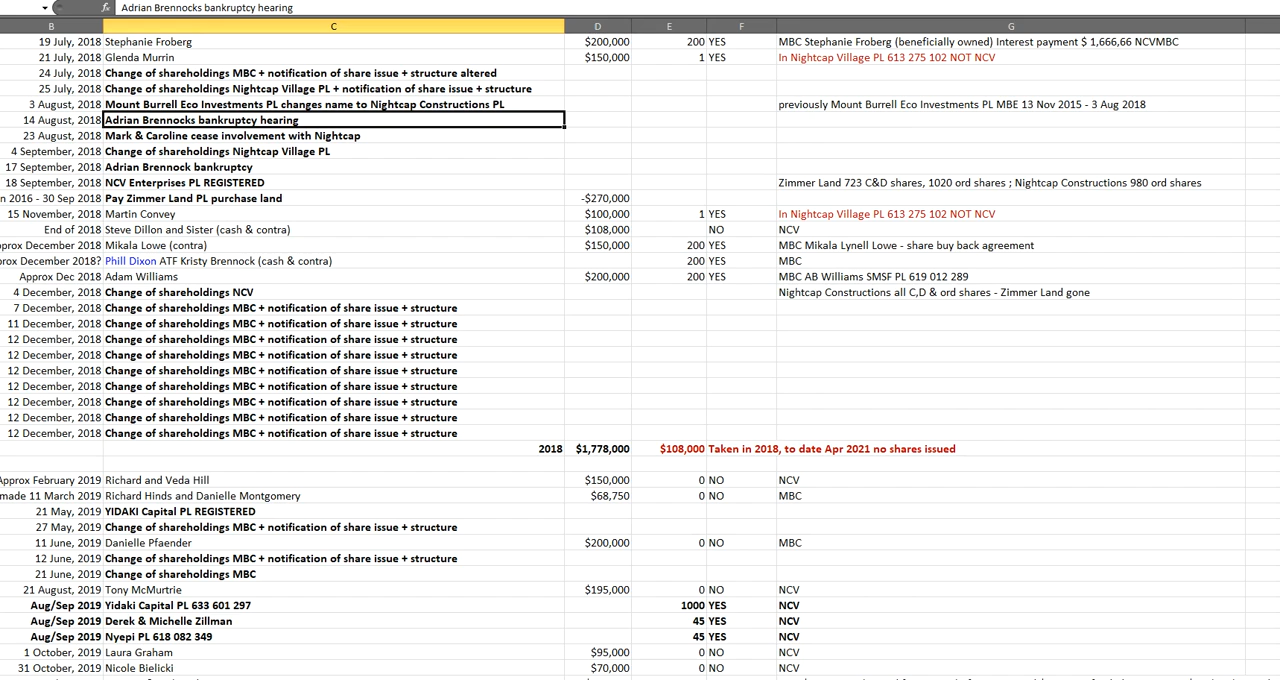 fx Adrian Brennocks bankruptcy hearing
B C D E F G
19 July, 2018 Stephanie Froberg $200,000 200 YES MBC Stephanie Froberg (beneficially owned) Interest payment $ 1,666,66 NCVMBC
21 July, 2018 Glenda Murrin $150,000 1 YES In Nightcap Village PL 613 275 102 NOT NCV
24 July, 2018 Change of shareholdings MBC + notification of share issue + structure altered
25 July, 2018 Change of shareholdings Nightcap Village PL + notification of share issue + structure
3 August, 2018 Mount Burrell Eco Investments PL changes name to Nightcap Constructions PL previously Mount Burrell Eco Investments PL MBE 13 Nov 2015 - 3 Aug 2018
14 August, 2018 Adrian Brennocks bankruptcy hearing
23 August, 2018 Mark & Caroline cease involvement with Nightcap
4 September, 2018 Change of shareholdings Nightcap Village PL
17 September, 2018 Adrian Brennock bankruptcy
18 September, 2018 NCV Enterprises PL REGISTERED Zimmer Land 723 C&D shares, 1020 ord shares ; Nightcap Constructions 980 ord shares
n 2016 - 30 Sep 2018 Pay Zimmer Land PL purchase land -$270,000
15 November, 2018 Martin Convey $100,000 1 YES In Nightcap Village PL 613 275 102 NOT NCV
End of 2018 Steve Dillon and Sister (cash & contra) $108,000 NO NCV
pprox December 2018 Mikala Lowe (contra) $150,000 200 YES MBC Mikala Lynell Lowe - share buy back agreement
prox December 2018? Phill Dixon ATF Kristy Brennock (cash & contra) 200 YES MBC
Approx Dec 2018 Adam Williams $200,000 200 YES MBC AB Williams SMSF PL 619 012 289
4 December, 2018 Change of shareholdings NCV Nightcap Constructions all C,D & ord shares - Zimmer Land gone
7 December, 2018 Change of shareholdings MBC + notification of share issue + structure
11 December, 2018 Change of shareholdings MBC + notification of share issue + structure
12 December, 2018 Change of shareholdings MBC + notification of share issue + structure
12 December, 2018 Change of shareholdings MBC + notification of share issue + structure
12 December, 2018 Change of shareholdings MBC + notification of share issue + structure
12 December, 2018 Change of shareholdings MBC + notification of share issue + structure
12 December, 2018 Change of shareholdings MBC + notification of share issue + structure
12 December, 2018 Change of shareholdings MBC + notification of share issue + structure
12 December, 2018 Change of shareholdings MBC + notification of share issue + structure
2018 $1,778,000 $108,000 Taken in 2018, to date Apr 2021 no shares issued
Approx February 2019 Richard and Veda Hill $150,000 0 NO NCV
made 11 March 2019 Richard Hinds and Danielle Montgomery $68,750 0 NO MBC
21 May, 2019 YIDAKI Capital PL REGISTERED
27 May, 2019 Change of shareholdings MBC + notification of share issue + structure
11 June, 2019 Danielle Pfaender $200,000 0 NO MBC
12 June, 2019 Change of shareholdings MBC + notification of share issue + structure
21 June, 2019 Change of shareholdings MBC
21 August, 2019 Tony McMurtrie $195,000 0 NO NCV
Aug/Sep 2019 Yidaki Capital PL 633 601 297 1000 YES NCV
Aug/Sep 2019 Derek & Michelle Zillman 45 YES NCV
Aug/Sep 2019 Nyepi PL 618 082 349 45 YES NCV
1 October, 2019 Laura Graham $95,000 0 NO NCV
31 October, 2019 Nicole Bielicki $70,000 0 NO NCV